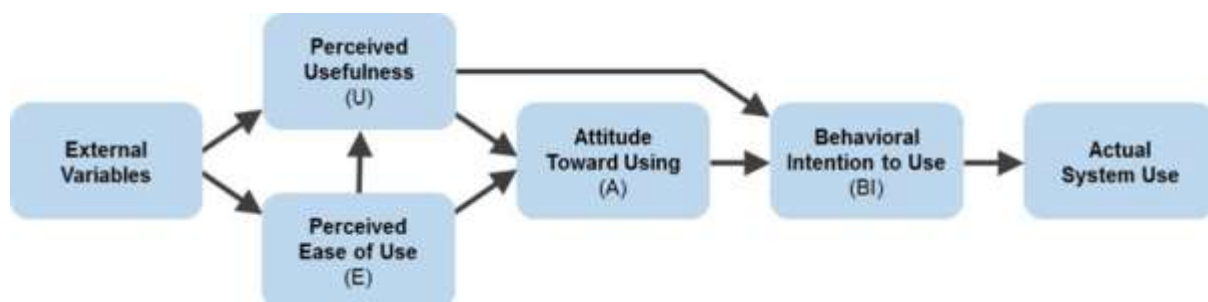 External
Variables
Perceived
Usefulness
(U)
Perceived
Ease of Use
(E)
Attitude
Toward Using
(A)
Behavioral
Intention to Use
(BI)
Actual
System Use